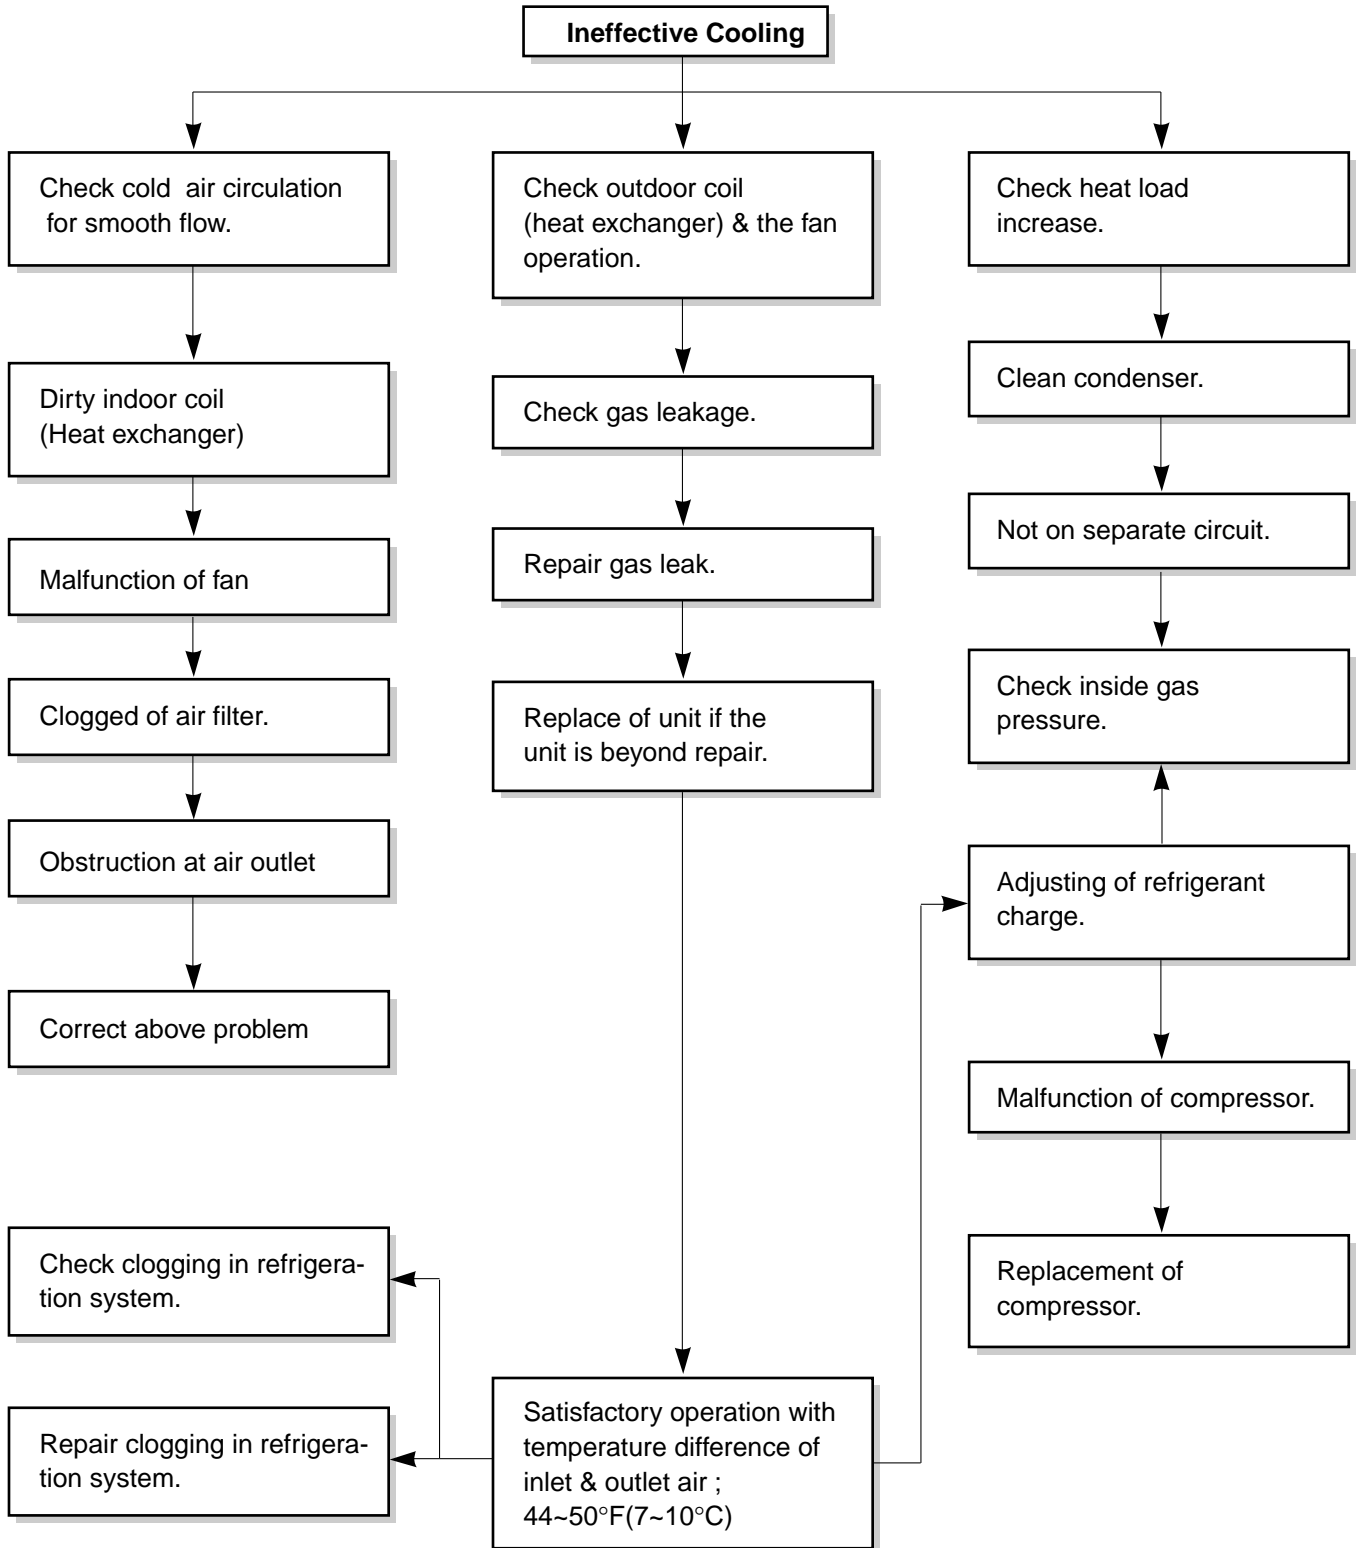 Ineffective Cooling
Check cold air circulation
for smooth flow.
Dirty indoor coil
(Heat exchanger)
Malfunction of fan
Clogged of air filter.
Obstruction at air outlet
Correct above problem
Check outdoor coil
(heat exchanger) & the fan
operation.
Check gas leakage.
Repair gas leak.
Replace of unit if the
unit is beyond repair.
Check heat load
increase.
Clean condenser.
Not on separate circuit.
Check inside gas
pressure.
Adjusting of refrigerant
charge.
Malfunction of compressor.
Replacement of
compressor.
Check clogging in refrigera-
tion system.
Repair clogging in refrigera-
tion system.
Satisfactory operation with
temperature difference of
inlet & outlet air ;
44~50°F(7~10°C)